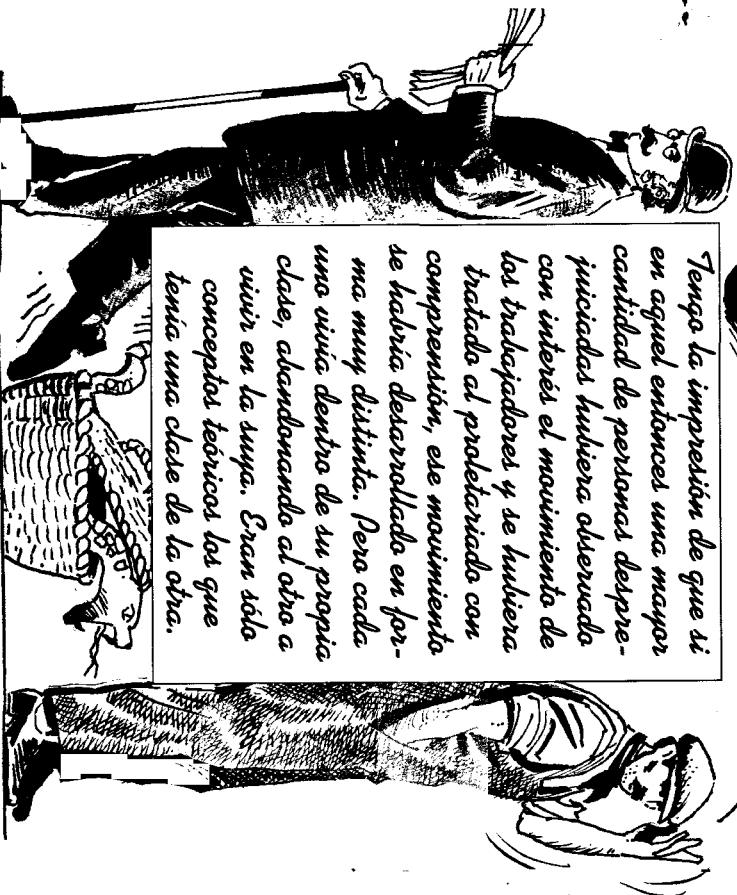 Tengo la impresión de que si
en aquel entonces una mayor
cantidad de personas despre-
juiciadas hubiera observado
con interés el movimiento de
los trabajadores y se hubiera
tratado al proletariado con
comprensión, ese movimiento
se habría desarrollado en for-
ma muy distinta. Pero cada
uno vivía dentro de su propia
clase, abandonando al otro a
vivir en la suya. Eran sólo
conceptos teóricos los que
tenía una clase de la otra.